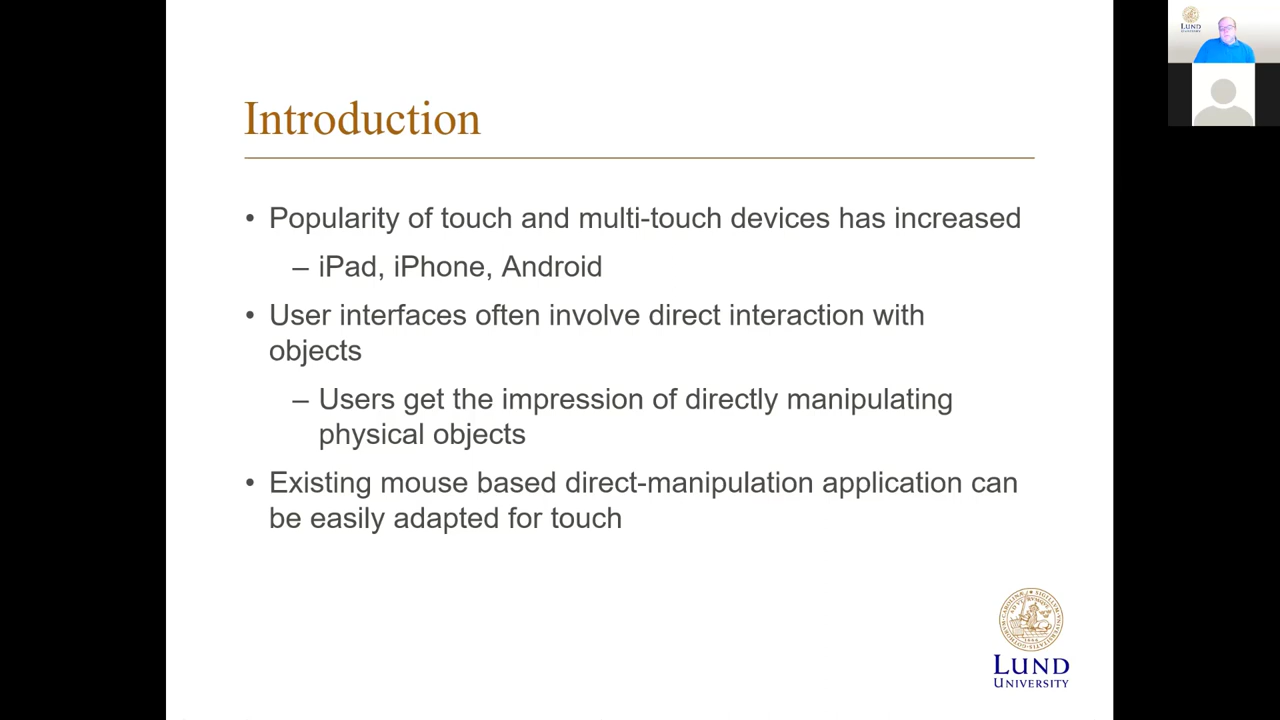 Introduction
• Popularity of touch and multi-touch devices has increased
– iPad, iPhone, Android
• User interfaces often involve direct interaction with
objects
– Users get the impression of directly manipulating
physical objects
• Existing mouse based direct-manipulation application can
be easily adapted for touch
LUND
UNIVERSITY
LUND